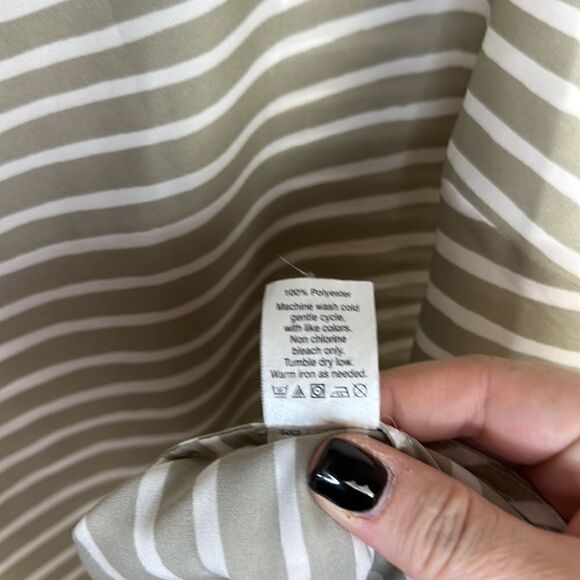 100% Polyester
Machine wash cold
gentle cycle,
with like colors.
Non chlorine
bleach only.
Tumble dry low.
Warm iron as needed.